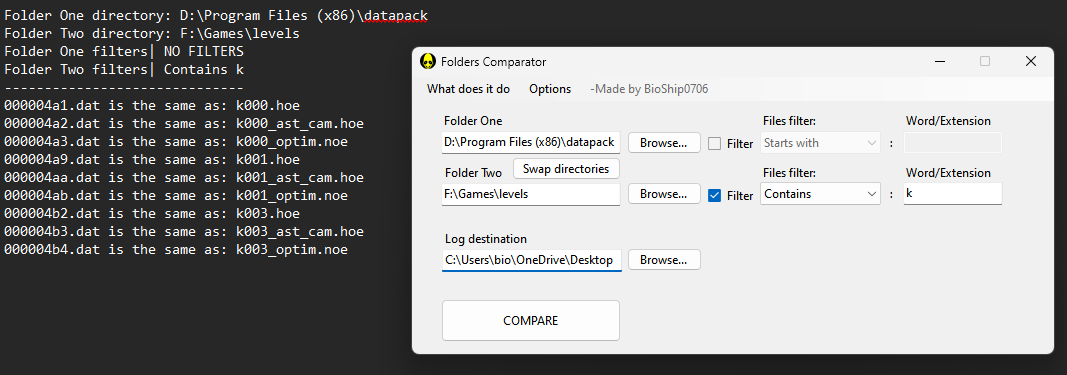 Folder One directory: D:\Program Files (x86)\datapack
Folder Two directory: F:\Games\levels
Folder One filters| NO FILTERS
Folder Two filters| Contains k
------------------------------
000004a1.dat is the same as: k000.hoe
000004a2.dat is the same as: k000_ast_cam.hoe
000004a3.dat is the same as: k000_optim.noe
000004a9.dat is the same as: k001.hoe
000004aa.dat is the same as: k001_ast_cam.hoe
000004ab.dat is the same as: k001_optim.noe
000004b2.dat is the same as: k003.hoe
000004b3.dat is the same as: k003_ast_cam.hoe
000004b4.dat is the same as: k003_optim.noe
Folders Comparator
What does it do Options -Made by BioShip0706
Folder One Files filter: Word/Extension
D:\Program Files (x86)\datapack Browse... Filter Starts with :
Folder Two Swap directories Files filter: Word/Extension
F:\Games\levels Browse... Filter Contains : k
Log destination
C:\Users\bio\OneDrive\Desktop Browse...
COMPARE